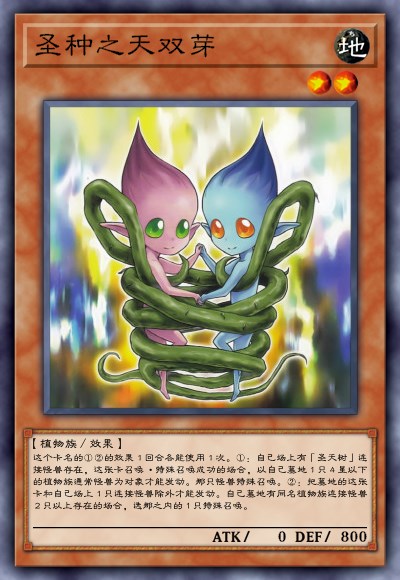 圣种之天双芽
地
【植物族／效果】
这个卡名的①②的效果1回合各能使用1次。①：自己场上有「圣天树」连
接怪兽存在，这张卡召唤·特殊召唤成功的场合，以自己墓地1只4星以下
的植物族通常怪兽为对象才能发动。那只怪兽特殊召唤。②：把墓地的这张
卡和自己场上1只连接怪兽除外才能发动。自己墓地有同名植物族连接怪兽
2只以上存在的场合，选那之内的1只特殊召唤。
ATK/ 0 DEF/ 800